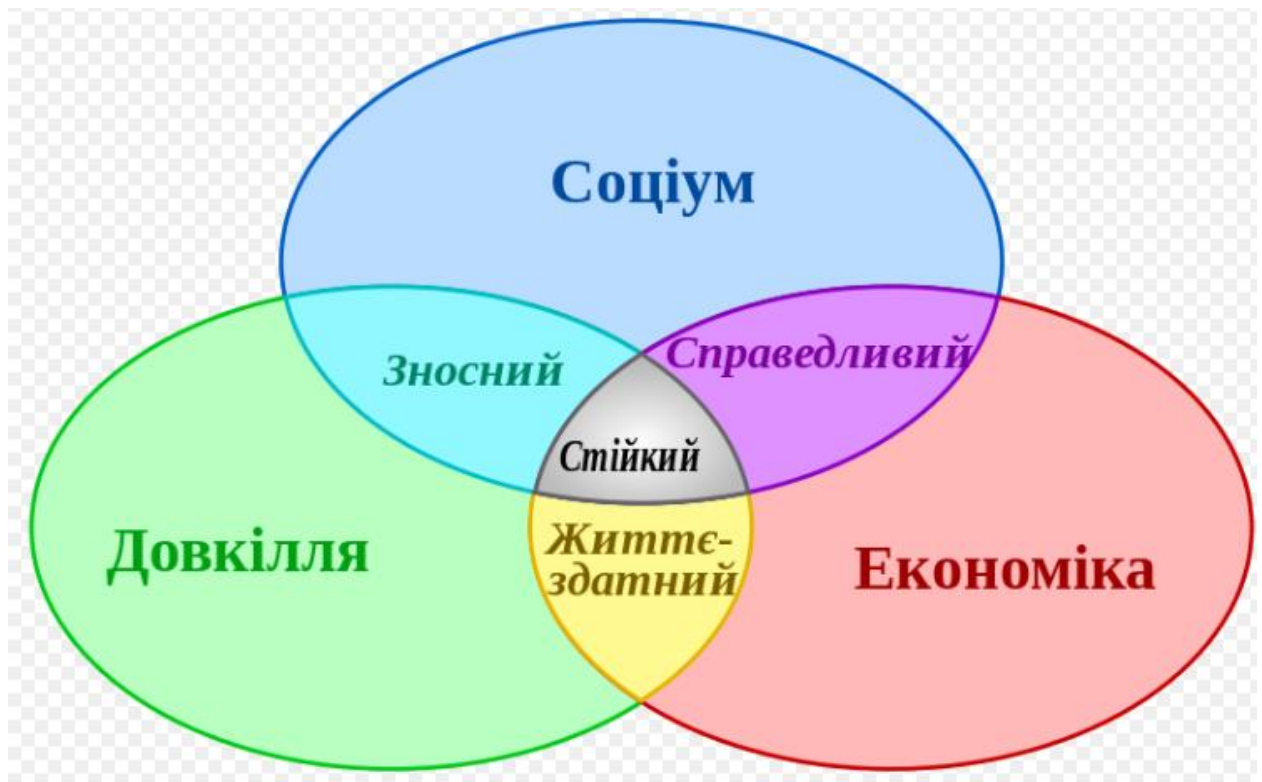 Соціум
Зносний
Справедливий
Стійкий
Довкілля
Життє-
здатний
Економіка